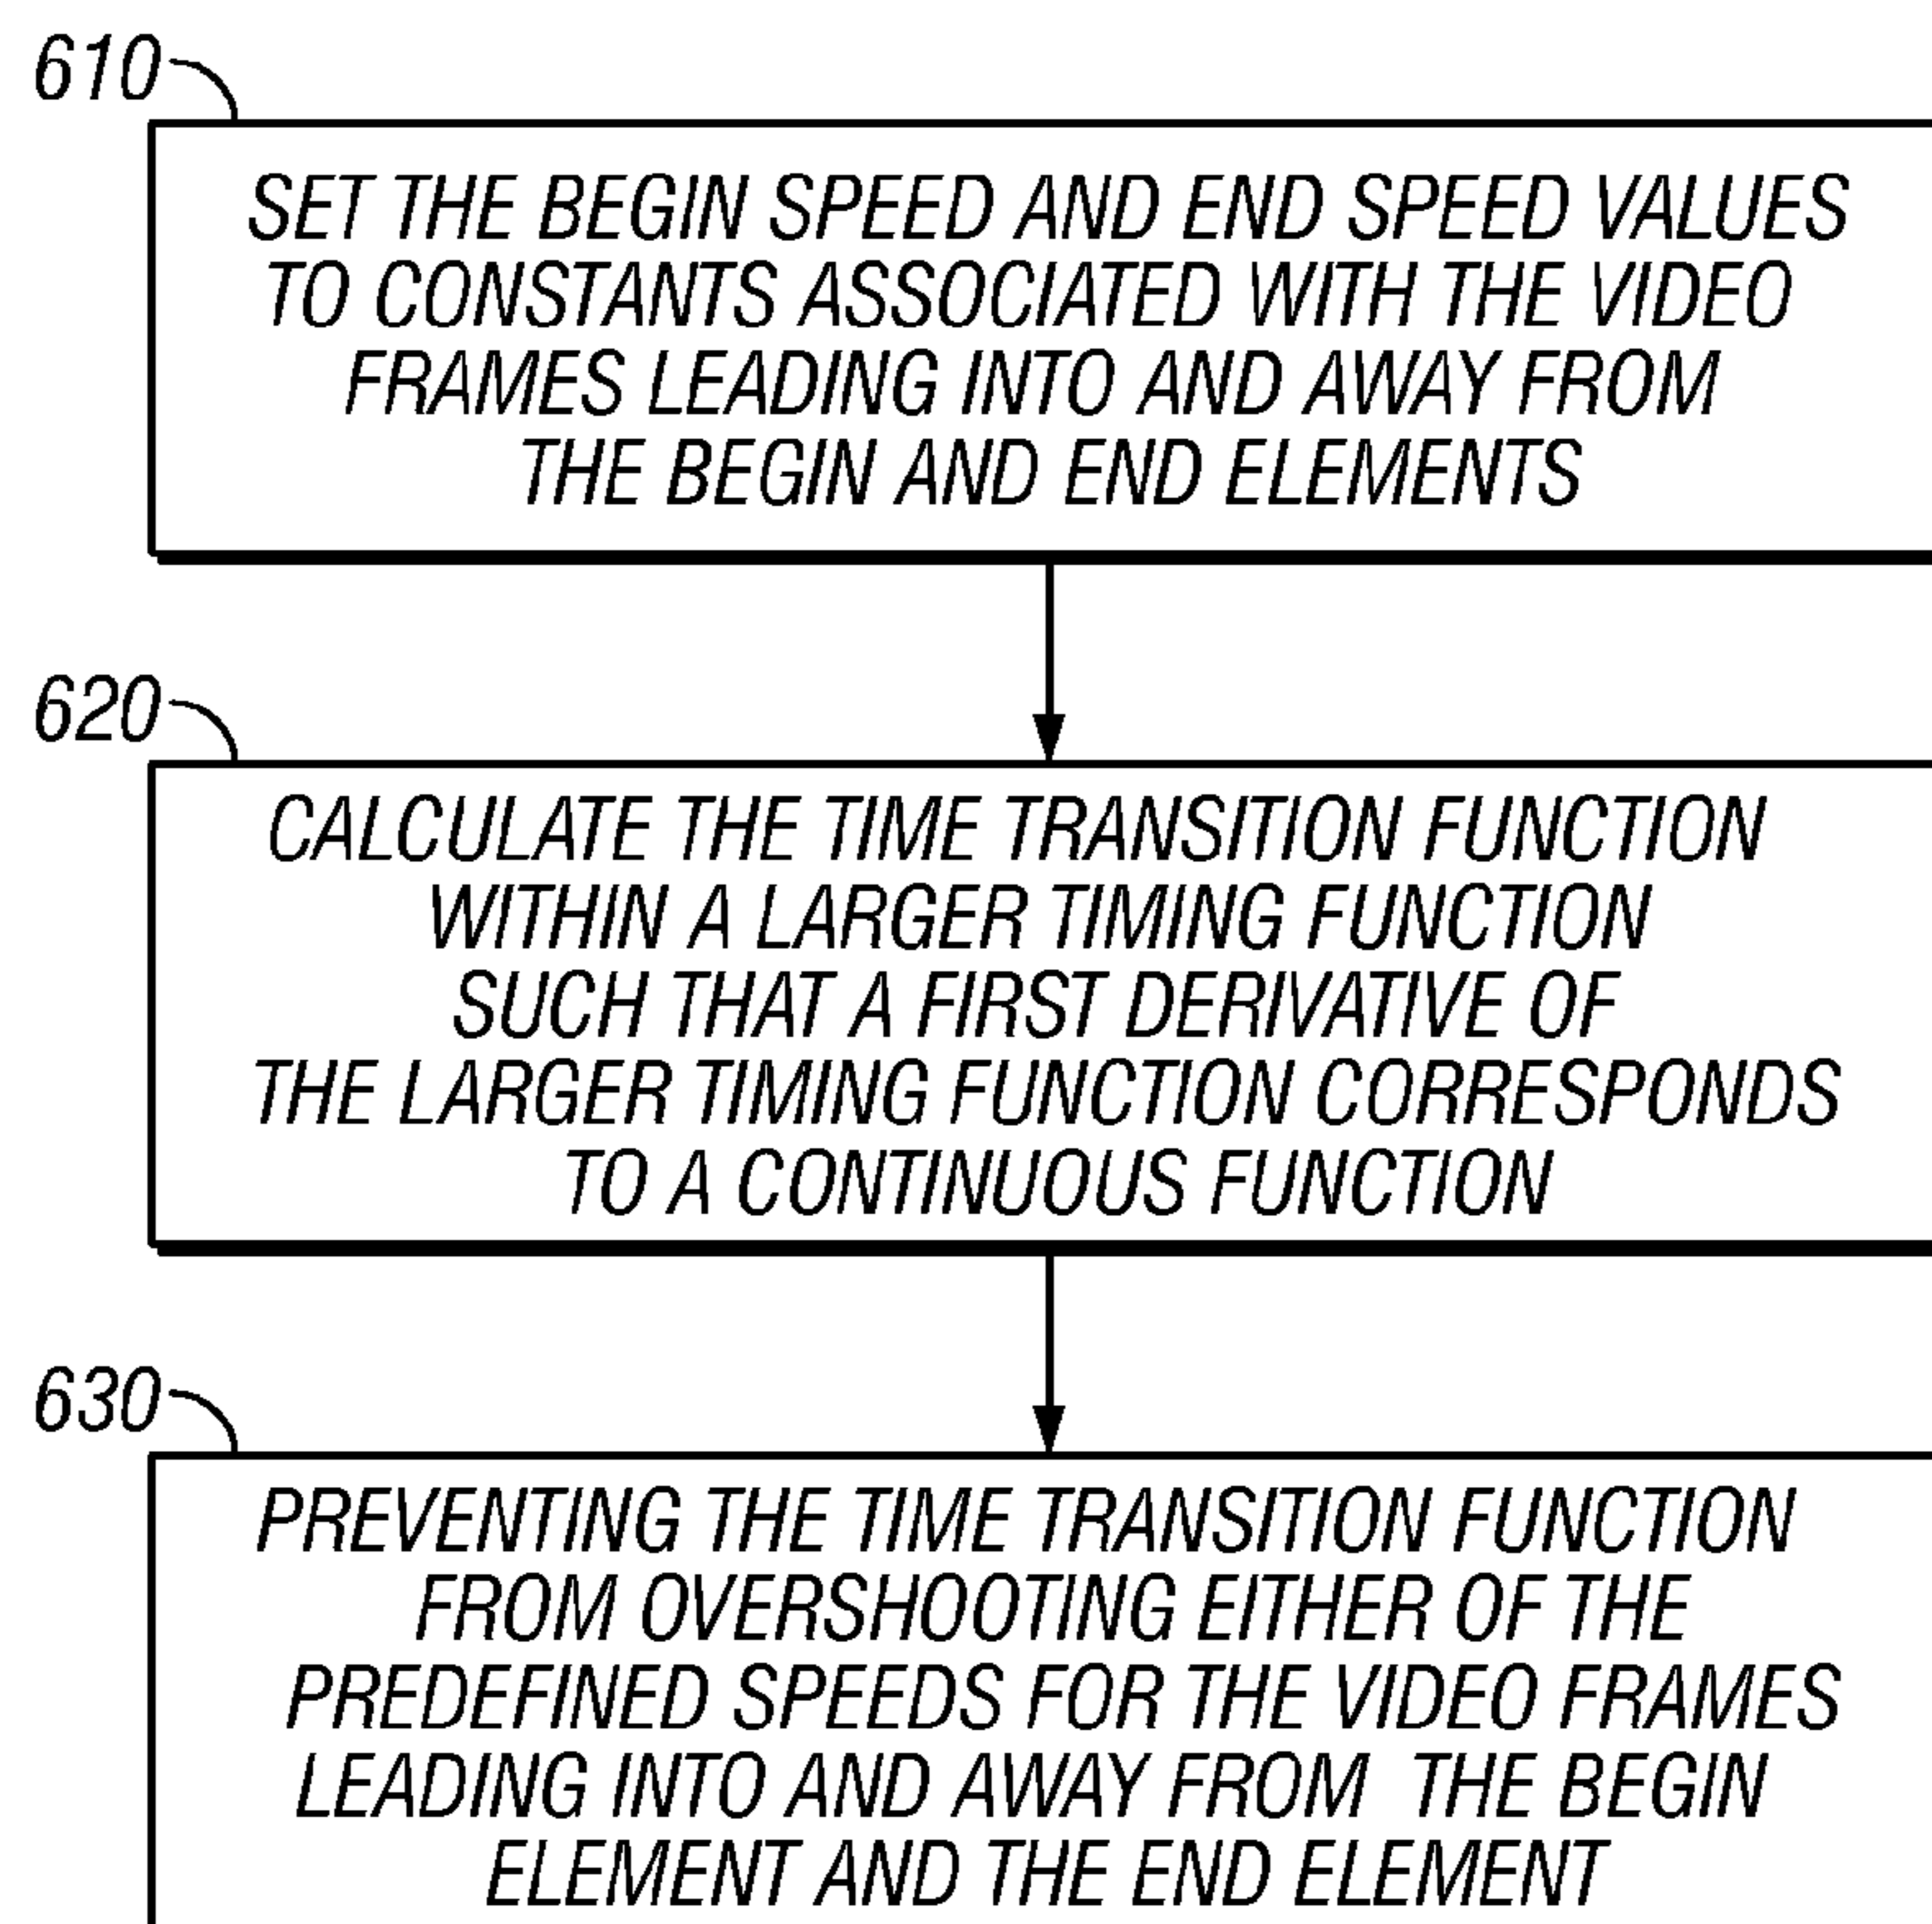 610
SET THE BEGIN SPEED AND END SPEED VALUES
TO CONSTANTS ASSOCIATED WITH THE VIDEO
FRAMES LEADING INTO AND AWAY FROM
THE BEGIN AND END ELEMENTS
620
CALCULATE THE TIME TRANSITION FUNCTION
WITHIN A LARGER TIMING FUNCTION
SUCH THAT A FIRST DERIVATIVE OF
THE LARGER TIMING FUNCTION CORRESPONDS
TO A CONTINUOUS FUNCTION
630
PREVENTING THE TIME TRANSITION FUNCTION
FROM OVERSHOOTING EITHER OF THE
PREDEFINED SPEEDS FOR THE VIDEO FRAMES
LEADING INTO AND AWAY FROM THE BEGIN
ELEMENT AND THE END ELEMENT